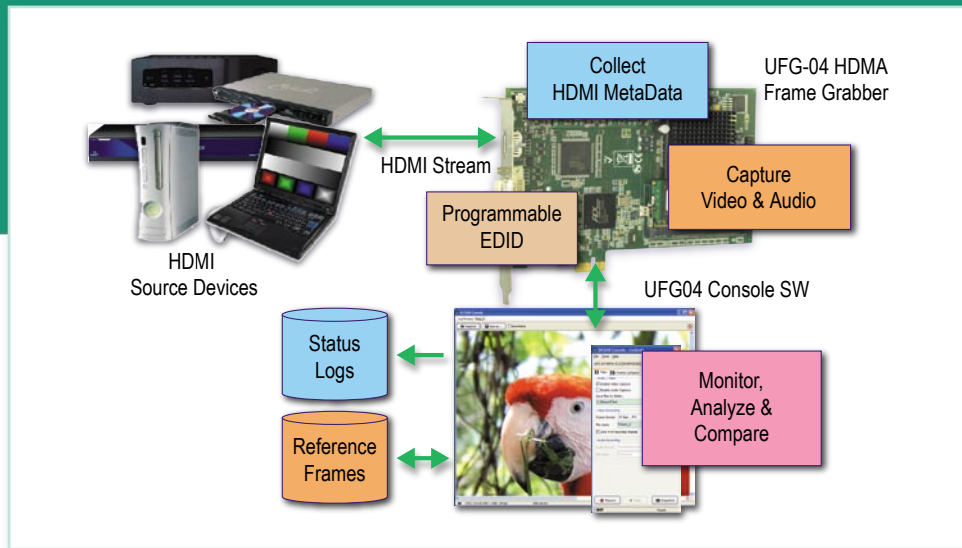 Collect
HDMI MetaData
UFG-04 HDMA
Frame Grabber
HDMI Stream
Capture
Video & Audio
Programmable
EDID
HDMI
Source Devices
UFG04 Console SW
Status
Logs
Monitor,
Analyze &
Compare
Reference
Frames